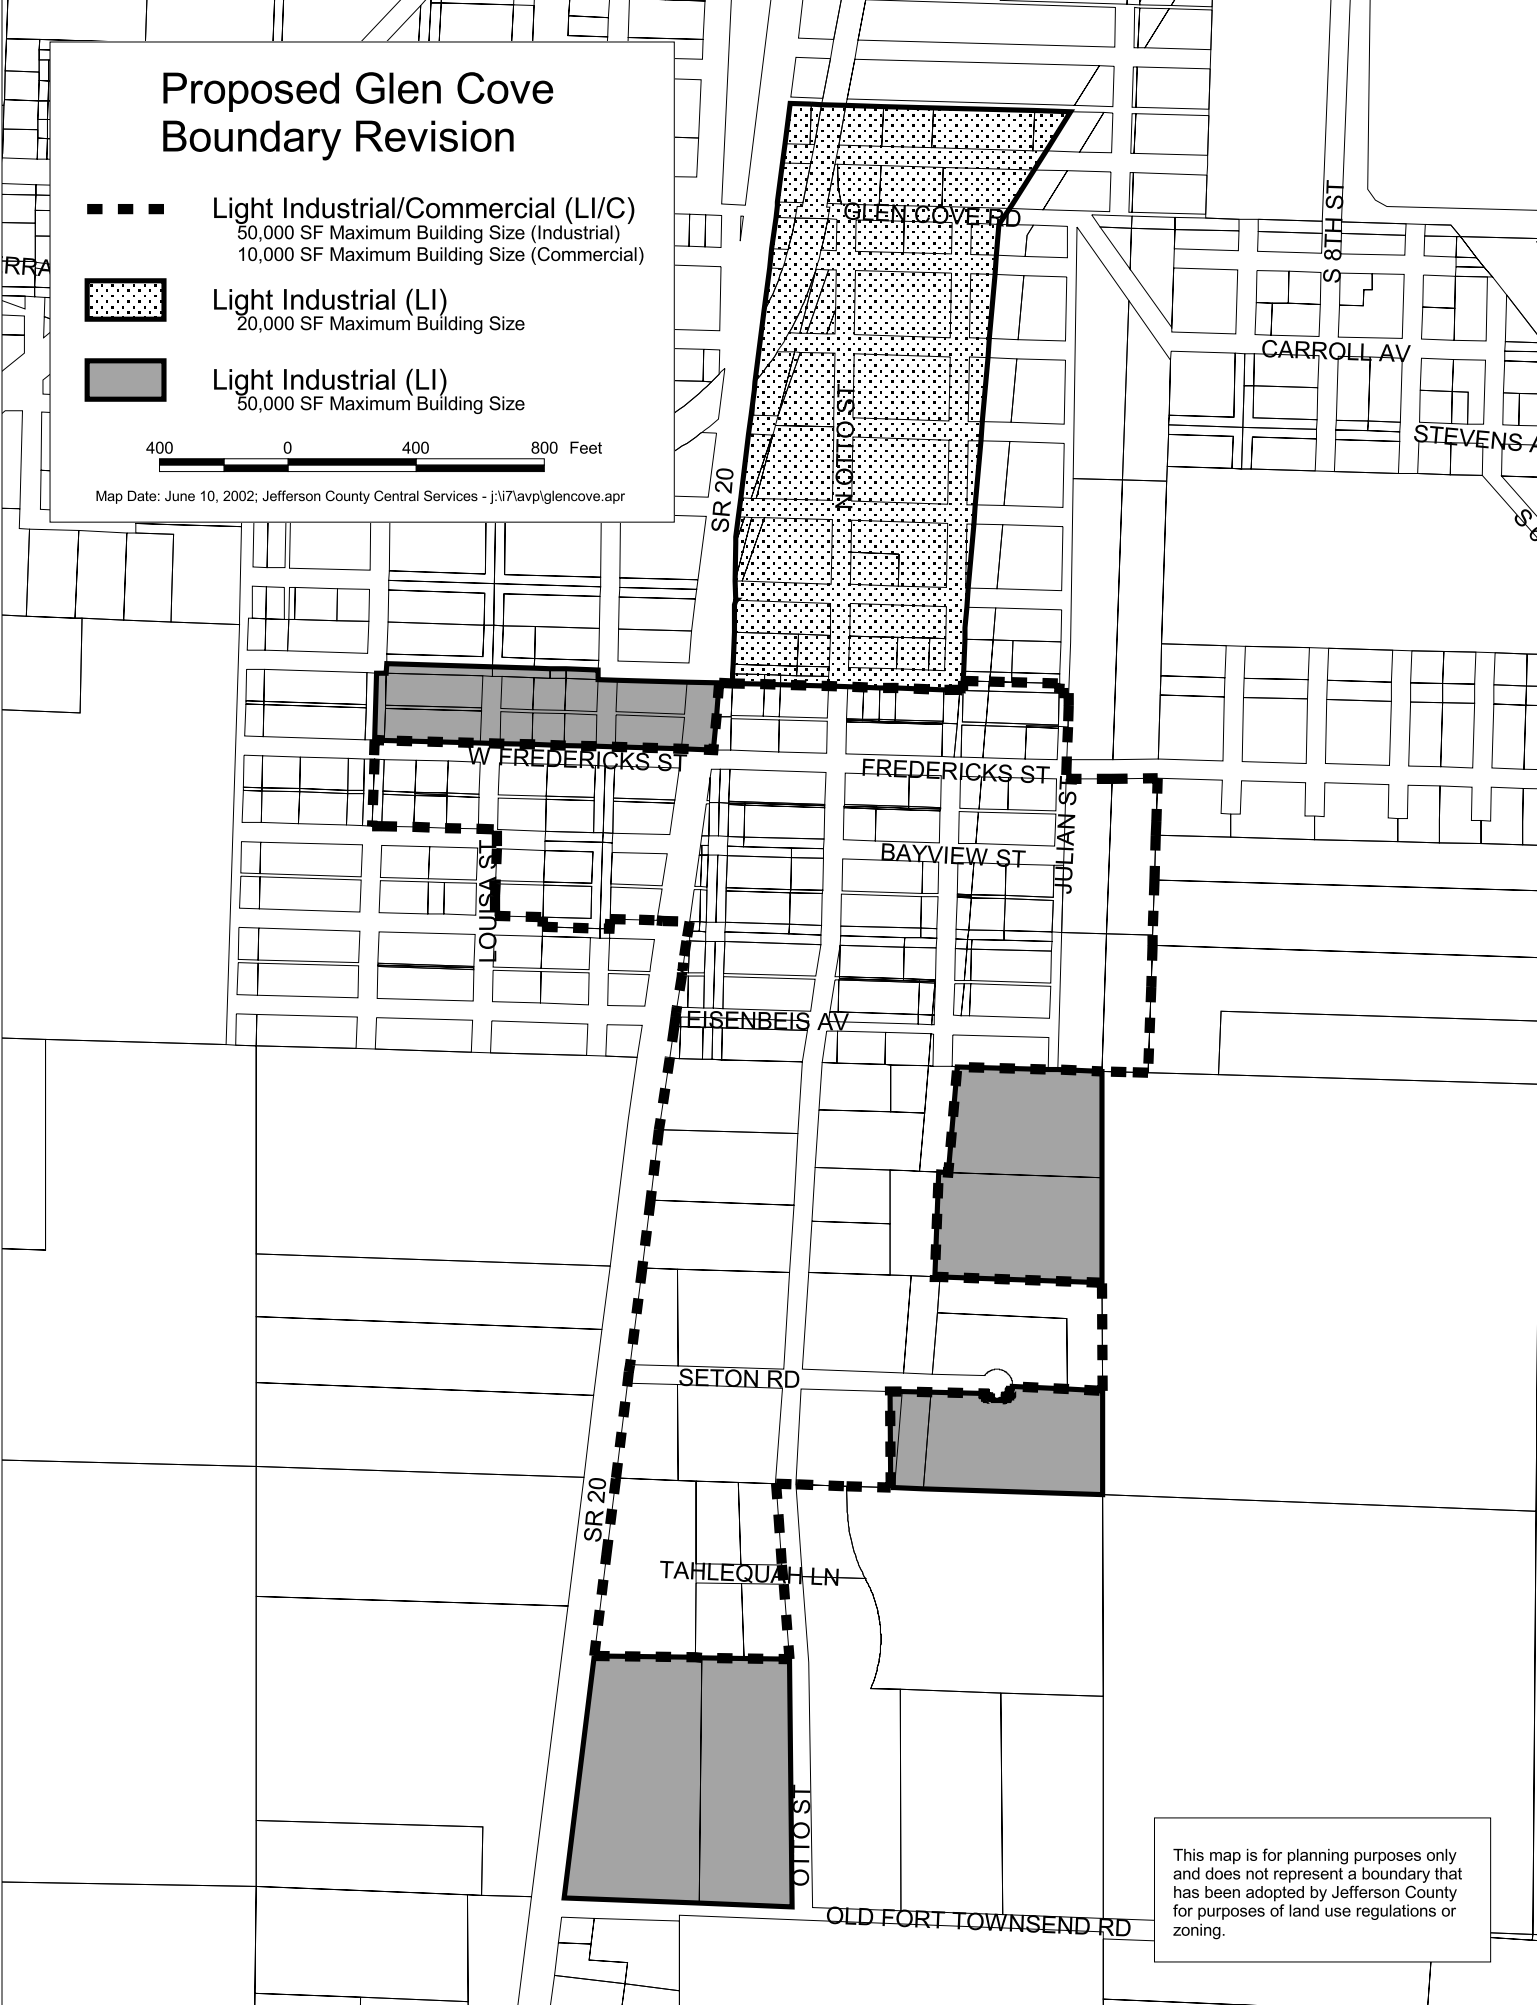 Proposed Glen Cove
Boundary Revision
Light Industrial/Commercial (LI/C)
50,000 SF Maximum Building Size (Industrial)
10,000 SF Maximum Building Size (Commercial)
Light Industrial (LI)
20,000 SF Maximum Building Size
Light Industrial (LI)
50,000 SF Maximum Building Size
400 0 400 800 Feet
Map Date: June 10, 2002; Jefferson County Central Services - j:\i7\avp\glencove.apr
RRA
GLEN COVE RD
S 8TH ST
CARROLL AV
STEVENS A
N OTTO ST
SR 20
W FREDERICKS ST
FREDERICKS ST
JULIAN ST
BAYVIEW ST
LOUISA ST
EISENBEIS AV
SETON RD
SR 20
TAHLEQUAH LN
OTTO ST
OLD FORT TOWNSEND RD
This map is for planning purposes only
and does not represent a boundary that
has been adopted by Jefferson County
for purposes of land use regulations or
zoning.